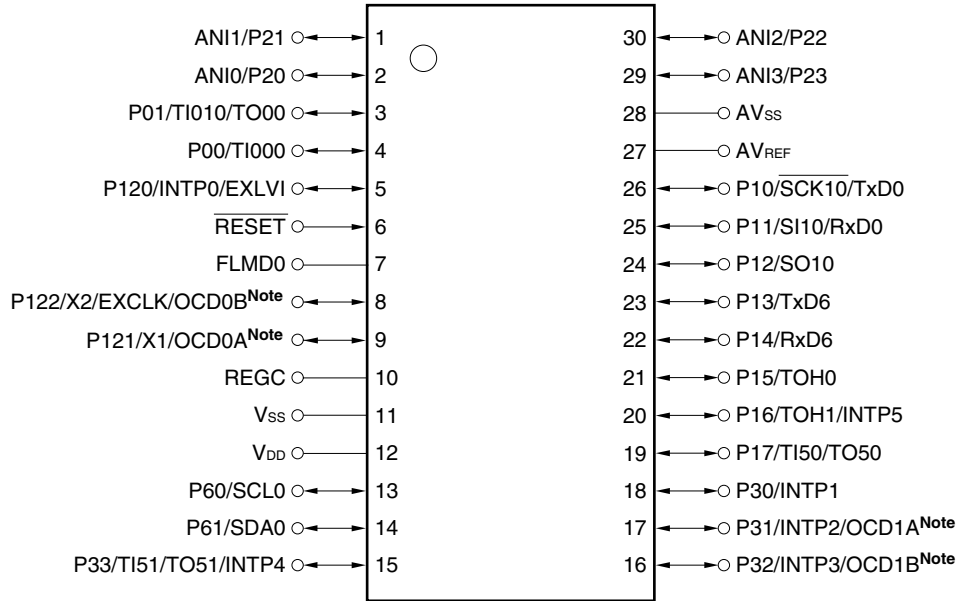 ANI1/P21 1 30 ANI2/P22
ANI0/P20 2 29 ANI3/P23
P01/TI010/TO00 3 28 AVSS
P00/TI000 4 27 AVREF
P120/INTP0/EXLVI 5 26 P10/SCK10/TxD0
RESET 6 25 P11/SI10/RxD0
FLMD0 7 24 P12/SO10
P122/X2/EXCLK/OCD0BNote 8 23 P13/TxD6
P121/X1/OCD0ANote 9 22 P14/RxD6
REGC 10 21 P15/TOH0
VSS 11 20 P16/TOH1/INTP5
VDD 12 19 P17/TI50/TO50
P60/SCL0 13 18 P30/INTP1
P61/SDA0 14 17 P31/INTP2/OCD1ANote
P33/TI51/TO51/INTP4 15 16 P32/INTP3/OCD1BNote